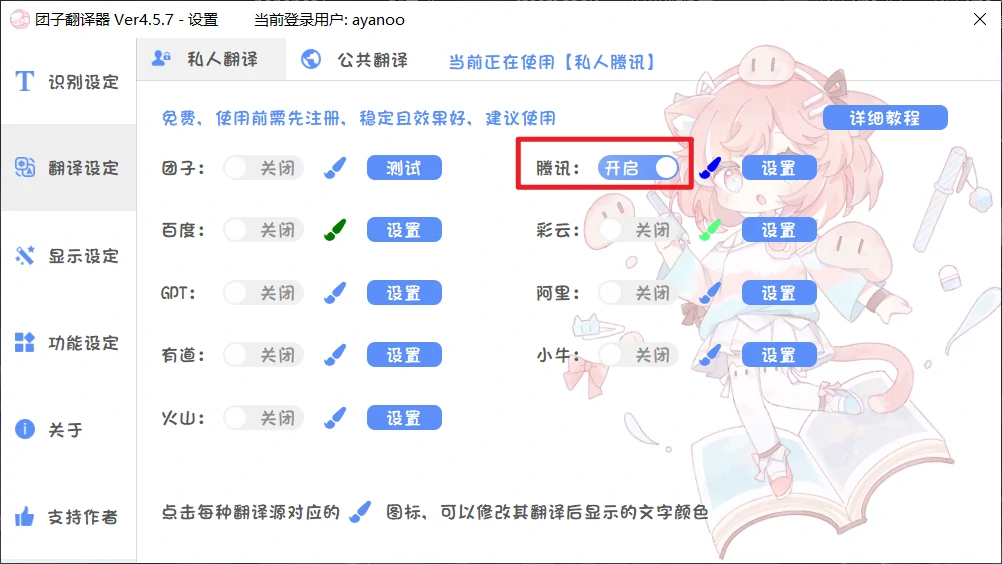 团子翻译器 Ver4.5.7 - 设置 当前登录用户: ayanoo
私人翻译 公共翻译 当前正在使用【私人腾讯】
识别设定
翻译设定
显示设定
功能设定
关于
支持作者
免费, 使用前需先注册, 稳定且效果好, 建议使用 详细教程
团子: 关闭 测试 腾讯: 开启 设置
百度: 关闭 设置 彩云: 关闭 设置
GPT: 关闭 设置 阿里: 关闭 设置
有道: 关闭 设置 小牛: 关闭 设置
火山: 关闭 设置
点击每种翻译源对应的 图标, 可以修改其翻译后显示的文字颜色